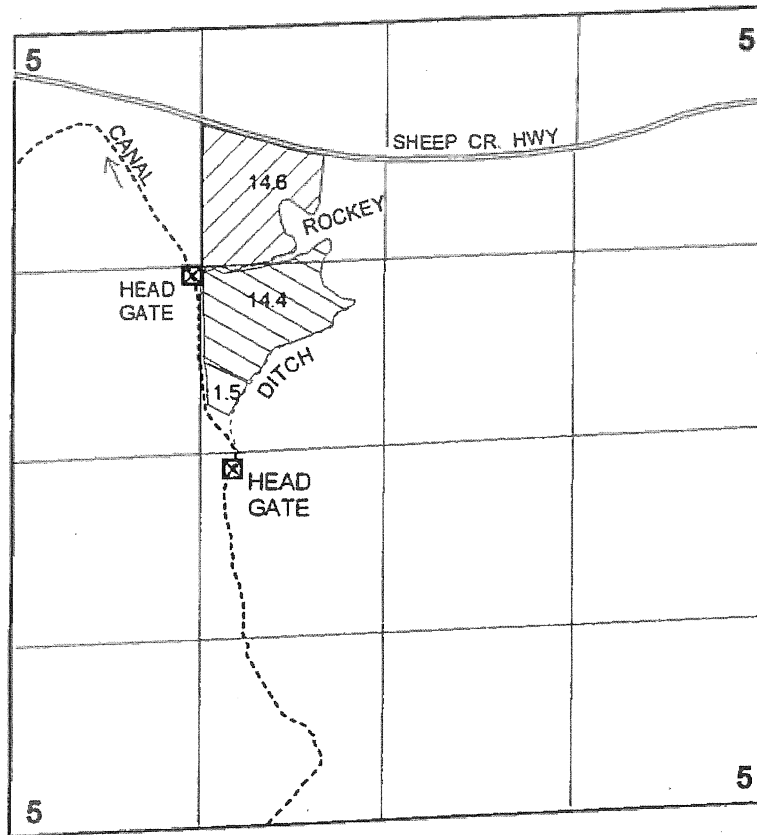 5
5
SHEEP CR. HWY
CANAL
14.6
ROCKEY
HEAD
GATE
14.4
DITCH
1.5
HEAD
GATE
5
5